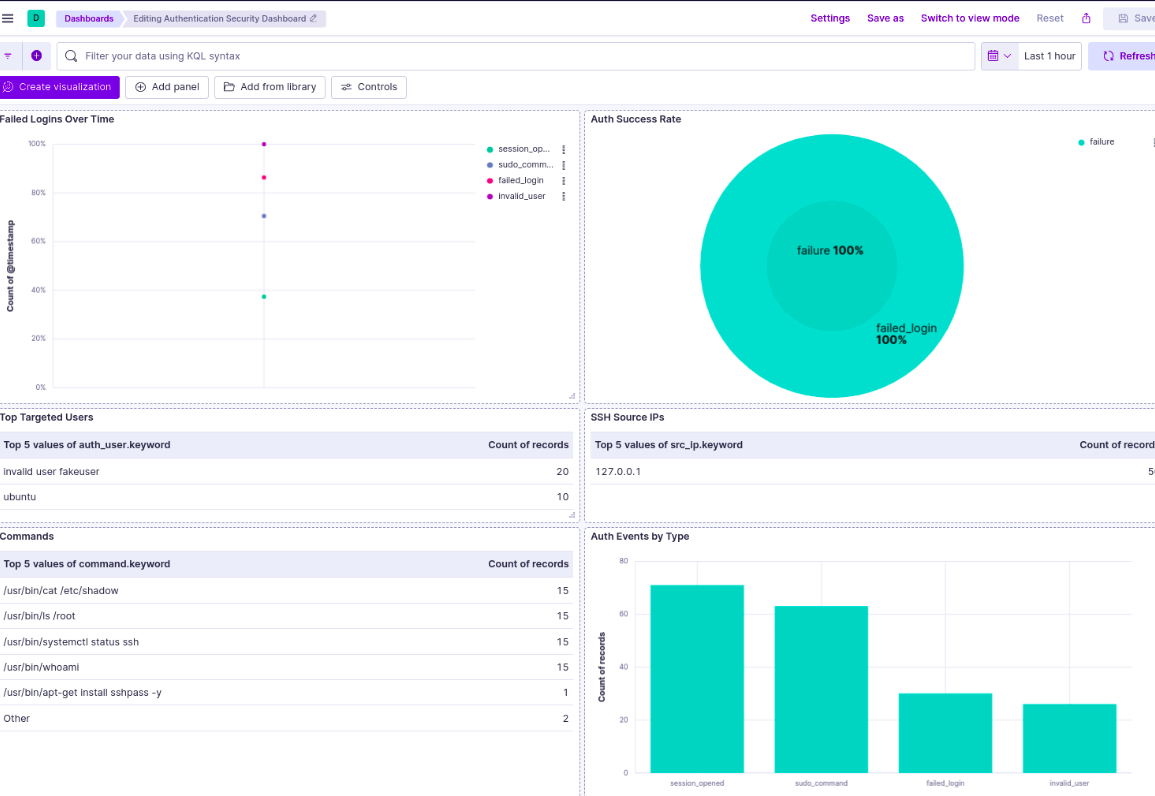 D Dashboards Editing Authentication Security Dashboard Settings Save as Switch to view mode Reset Save
Filter your data using KQL syntax Last 1 hour Refresh
Create visualization Add panel Add from library Controls
Failed Logins Over Time
100%
80%
60%
40%
20%
0%
Count of @timestamp
session_op...
sudo_comm...
failed_login
invalid_user
Auth Success Rate
failure
failure 100%
failed_login
100%
Top Targeted Users
Top 5 values of auth_user.keyword Count of records
invalid user fakeuser 20
ubuntu 10
SSH Source IPs
Top 5 values of src_ip.keyword Count of record
127.0.0.1
Commands
Top 5 values of command.keyword Count of records
/usr/bin/cat /etc/shadow 15
/usr/bin/ls /root 15
/usr/bin/systemctl status ssh 15
/usr/bin/whoami 15
/usr/bin/apt-get install sshpass -y 1
Other 2
Auth Events by Type
80
60
40
20
0
Count of records
session_opened sudo_command failed_login invalid_user